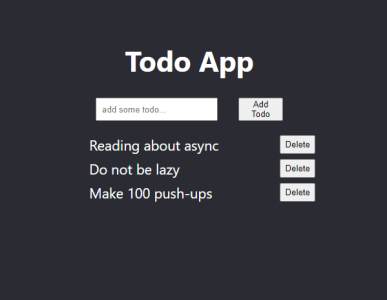 Todo App
add some todo...
Add
Todo
Reading about async
Delete
Do not be lazy
Delete
Make 100 push-ups
Delete